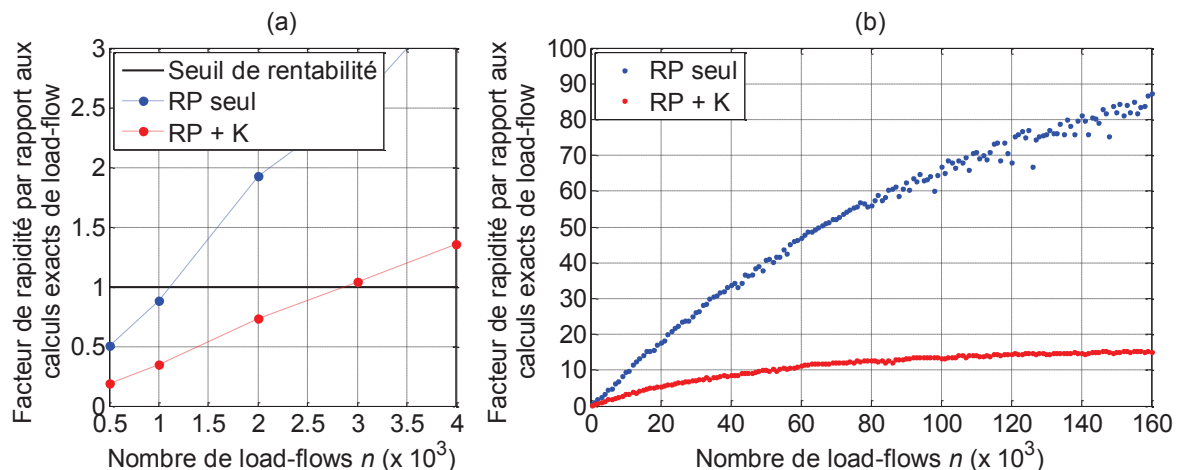 (a)
Facteur de rapidité par rapport aux
calculs exacts de load-flow
3
2.5
2
1.5
1
0.5
0
Seuil de rentabilité
RP seul
RP + K
0.5
1
1.5
2
2.5
3
3.5
4
Nombre de load-flows n (x 10³)
(b)
Facteur de rapidité par rapport aux
calculs exacts de load-flow
100
90
80
70
60
50
40
30
20
10
0
RP seul
RP + K
0
20
40
60
80
100
120
140
160
Nombre de load-flows n (x 10³)